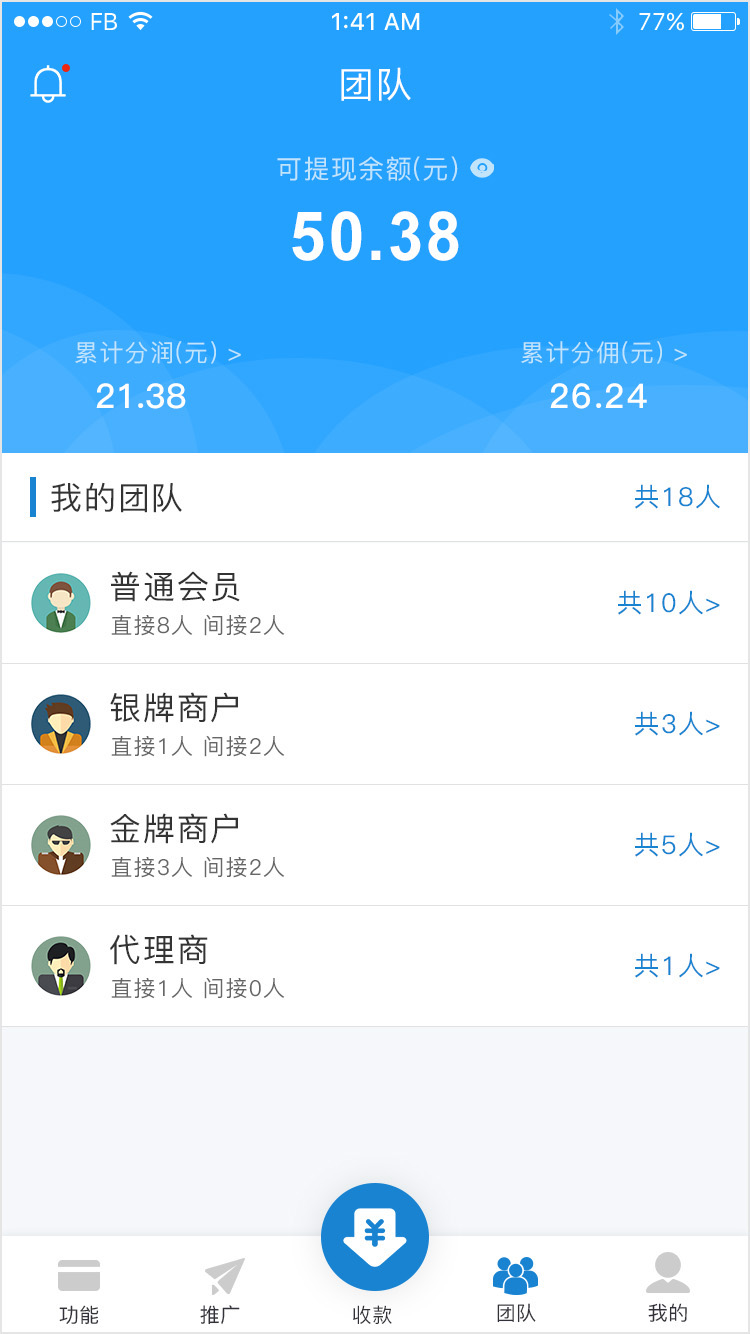 FB 1:41 AM 77%
团队
可提现余额(元)
50.38
累计分润(元) > 累计分佣(元) >
21.38 26.24
我的团队 共18人
普通会员
直接8人 间接2人 共10人>
银牌商户
直接1人 间接2人 共3人>
金牌商户
直接3人 间接2人 共5人>
代理商
直接1人 间接0人 共1人>
¥
功能 推广 收款 团队 我的